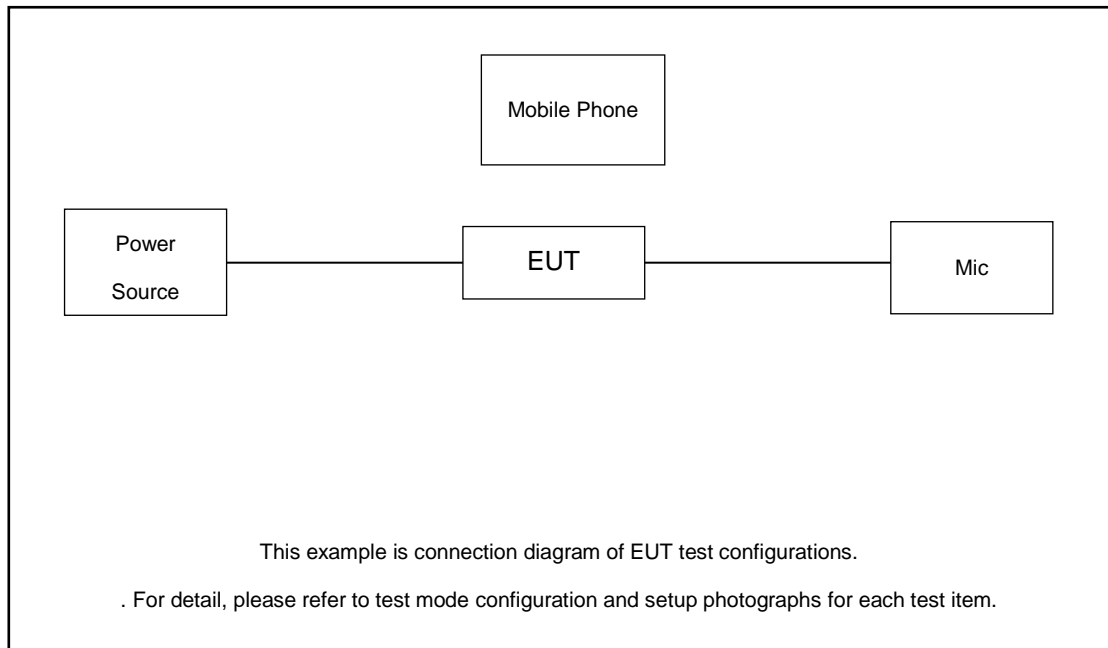 Mobile Phone
Power
Source
EUT
Mic
This example is connection diagram of EUT test configurations.
. For detail, please refer to test mode configuration and setup photographs for each test item.